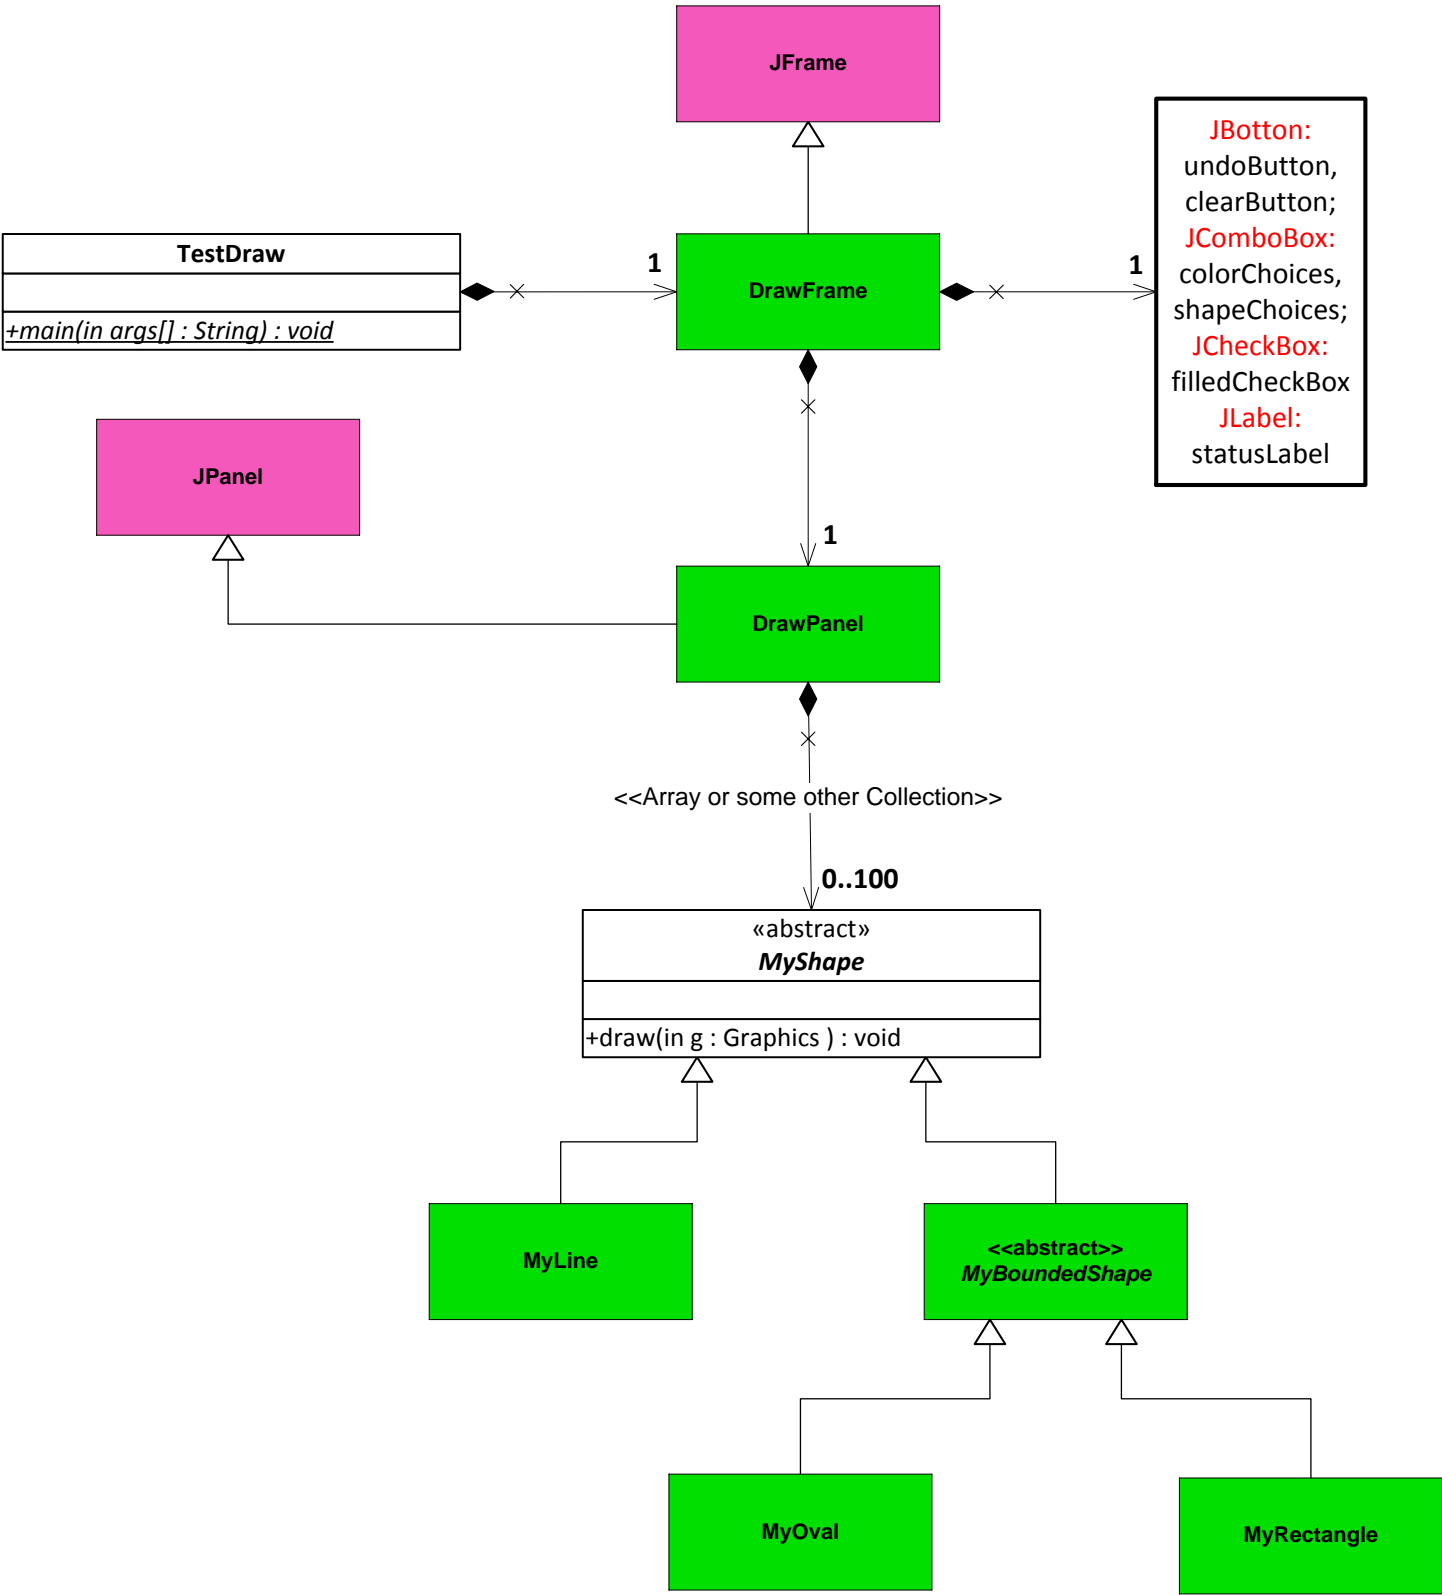 JFrame
JBotton:
undoButton,
clearButton;
JComboBox:
colorChoices,
shapeChoices;
JCheckBox:
filledCheckBox
JLabel:
statusLabel
TestDraw
+main(in args[] : String) : void
1
DrawFrame
1
JPanel
1
DrawPanel
<<Array or some other Collection>>
0..100
«abstract»
MyShape
+draw(in g : Graphics ) : void
MyLine
<<abstract>>
MyBoundedShape
MyOval
MyRectangle